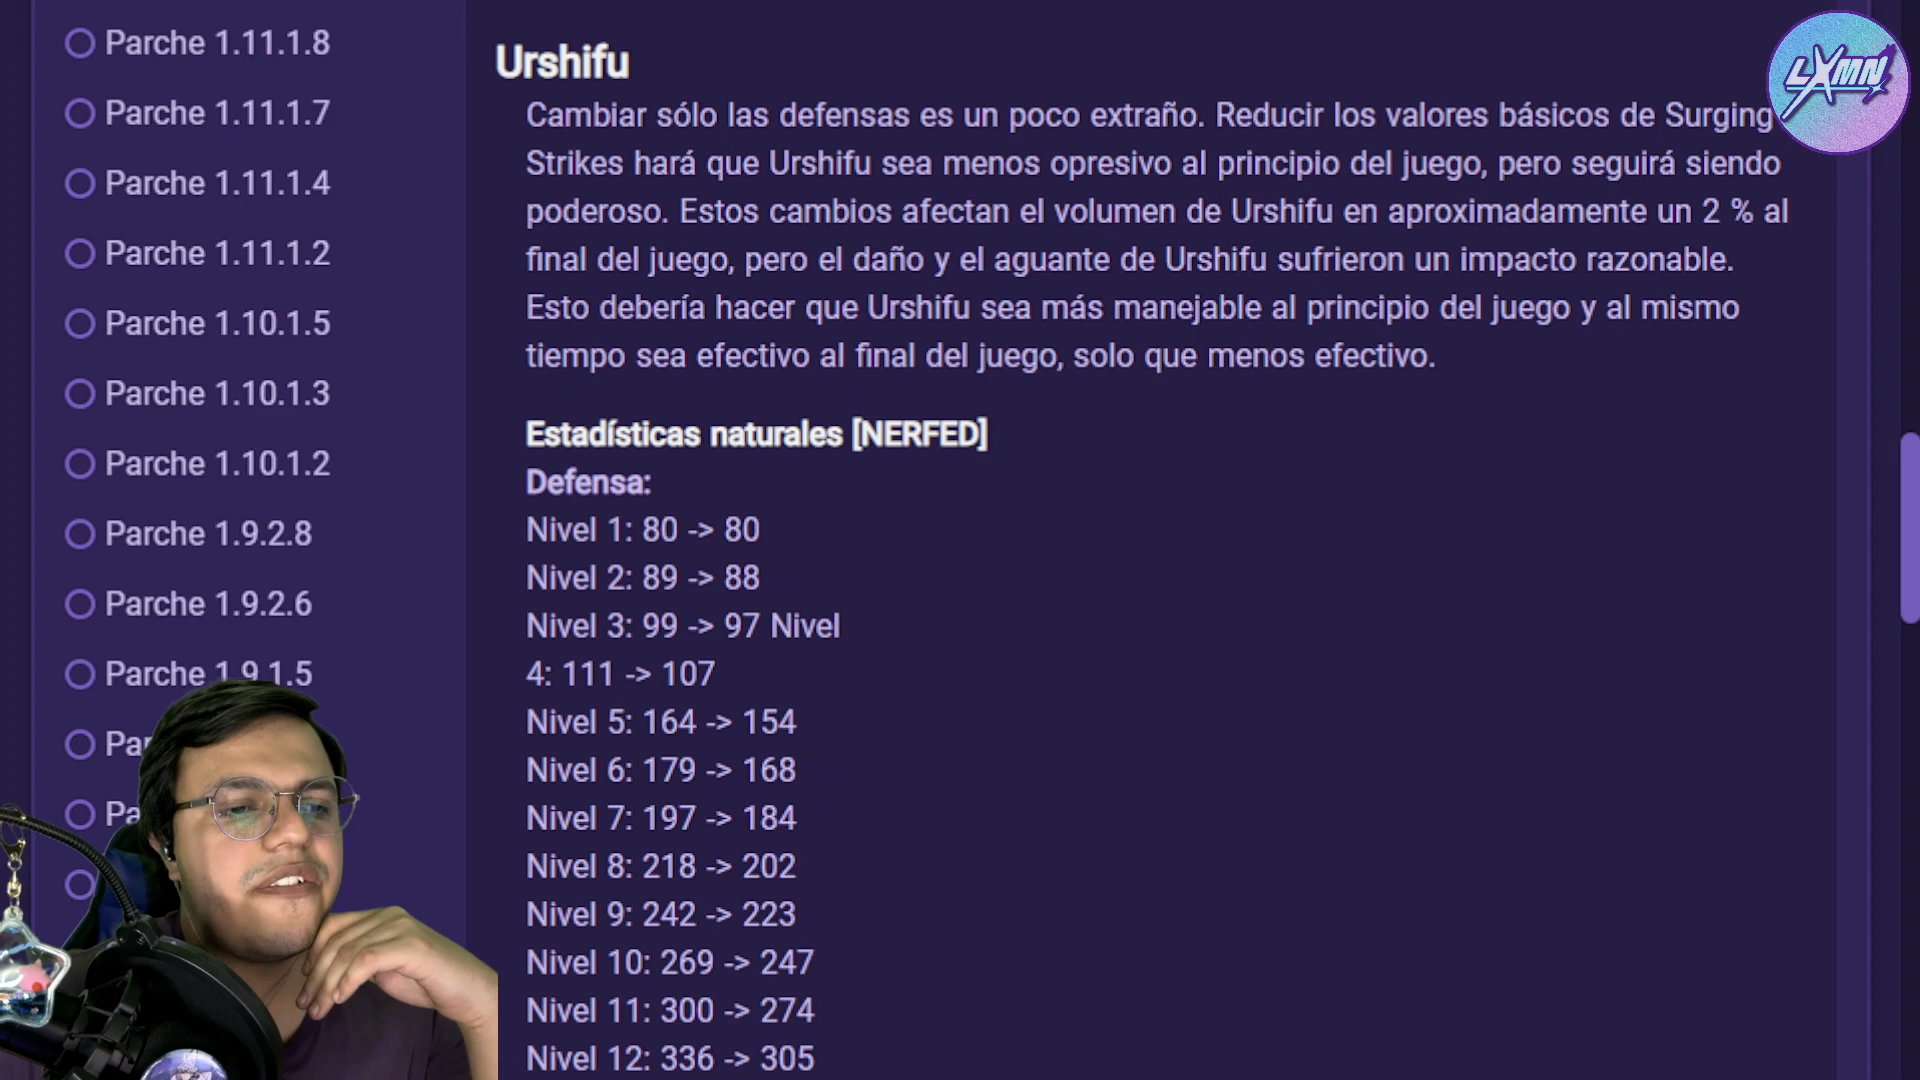 Parche 1.11.1.8
Parche 1.11.1.7
Parche 1.11.1.4
Parche 1.11.1.2
Parche 1.10.1.5
Parche 1.10.1.3
Parche 1.10.1.2
Parche 1.9.2.8
Parche 1.9.2.6
Parche 1.9.1.5
Urshifu
Cambiar sólo las defensas es un poco extraño. Reducir los valores básicos de Surging
Strikes hará que Urshifu sea menos opresivo al principio del juego, pero seguirá siendo
poderoso. Estos cambios afectan el volumen de Urshifu en aproximadamente un 2 % al
final del juego, pero el daño y el aguante de Urshifu sufrieron un impacto razonable.
Esto debería hacer que Urshifu sea más manejable al principio del juego y al mismo
tiempo sea efectivo al final del juego, solo que menos efectivo.
Estadísticas naturales [NERFED]
Defensa:
Nivel 1: 80 -> 80
Nivel 2: 89 -> 88
Nivel 3: 99 -> 97 Nivel
4: 111 -> 107
Nivel 5: 164 -> 154
Nivel 6: 179 -> 168
Nivel 7: 197 -> 184
Nivel 8: 218 -> 202
Nivel 9: 242 -> 223
Nivel 10: 269 -> 247
Nivel 11: 300 -> 274
Nivel 12: 336 -> 305
LXMN